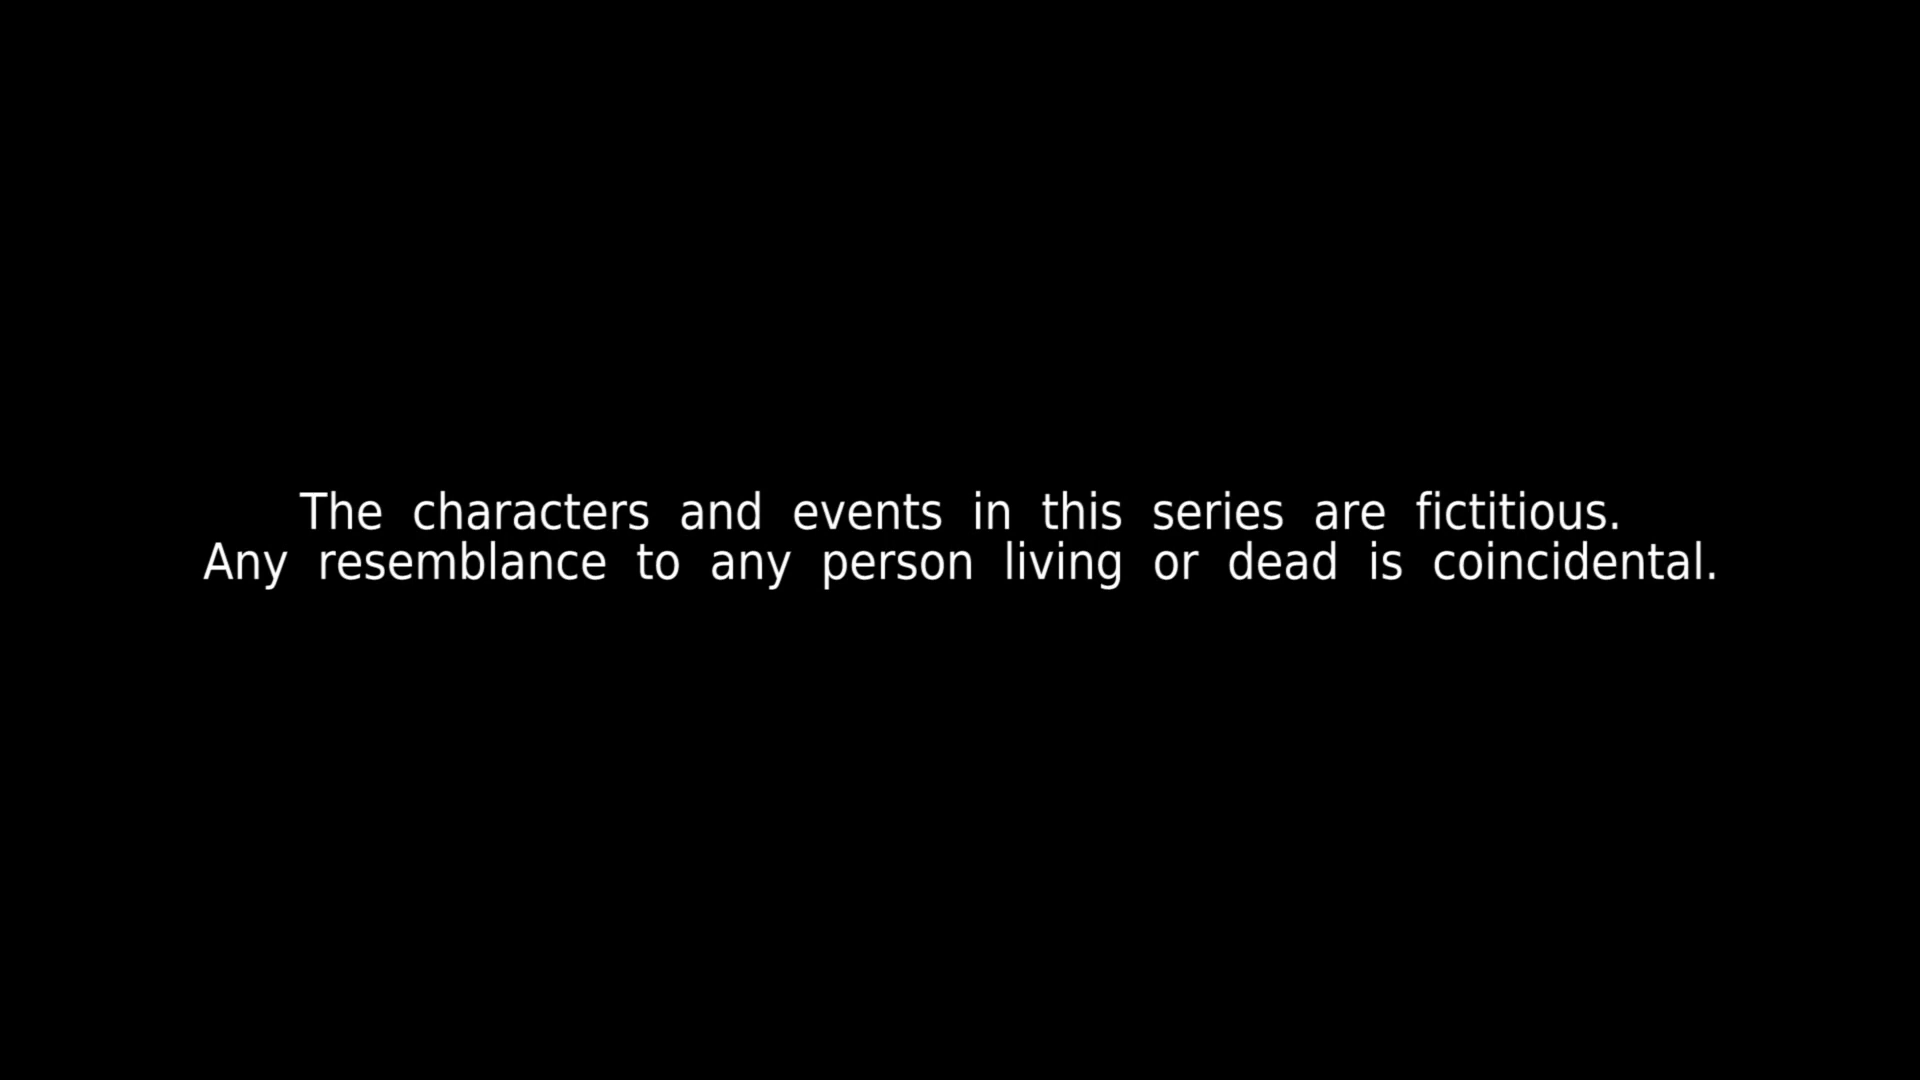 The characters and events in this series are fictitious.
Any resemblance to any person living or dead is coincidental.